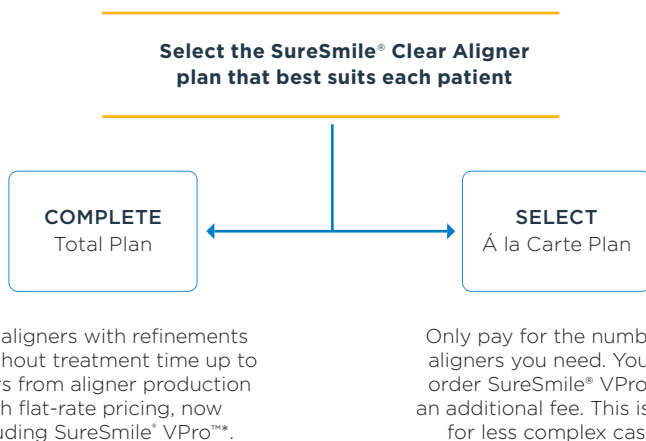 Select the SureSmile® Clear Aligner
plan that best suits each patient
COMPLETE
Total Plan
SELECT
Á la Carte Plan
aligners with refinements
hout treatment time up to
rs from aligner production
h flat-rate pricing, now
uding SureSmile® VPro™*.
Only pay for the numb
aligners you need. You
order SureSmile® VPro
an additional fee. This is
for less complex cas